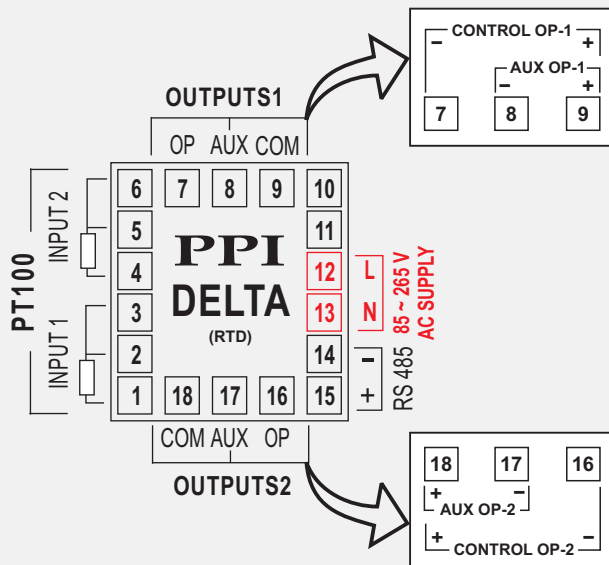 CONTROL OP-1
− +
AUX OP-1
− +
7 8 9
OUTPUTS1
OP AUX COM
6 7 8 9 10
5 11
4 12
3 13
2 14
1 18 17 16 15
PT100
INPUT 2
INPUT 1
PPI
DELTA
(RTD)
L
N
85 ~ 265 V
AC SUPPLY
−
+
RS 485
COM AUX OP
OUTPUTS2
18 17 16
+ −
AUX OP-2
+ −
CONTROL OP-2